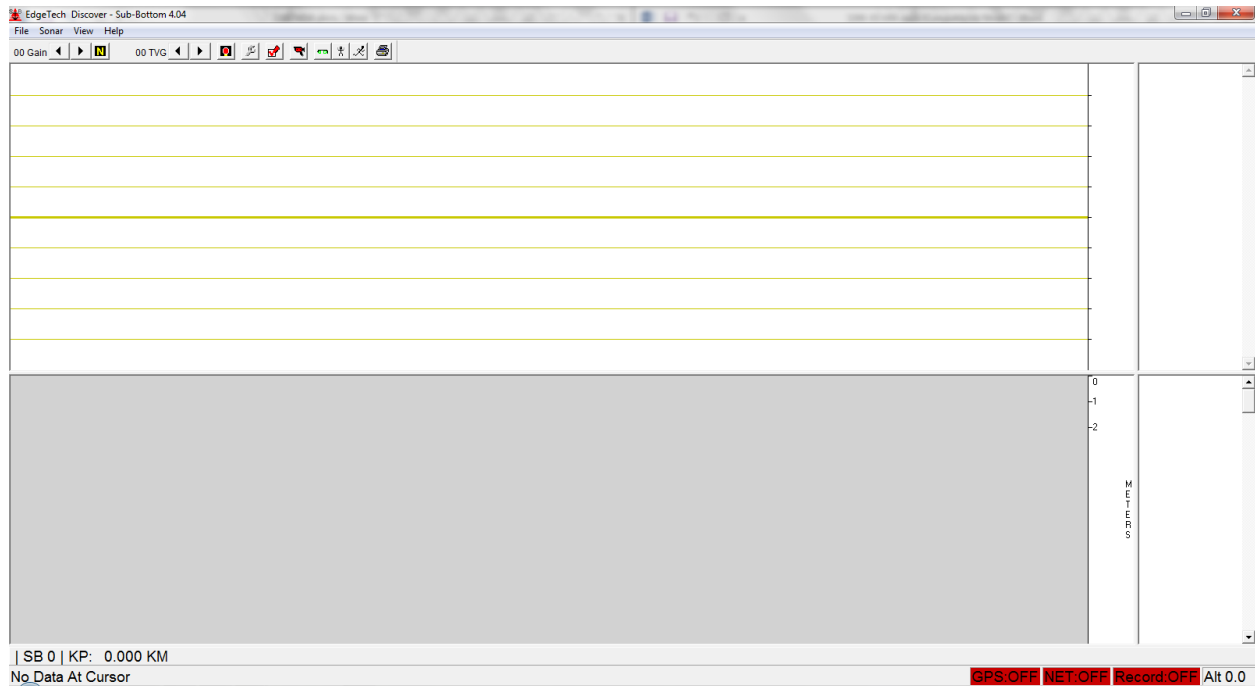 EdgeTech Discover - Sub-Bottom 4.04
File Sonar View Help
00 Gain N 00 TVG
0
1
2
METERS
| SB 0 | KP: 0.000 KM
No Data At Cursor
GPS:OFF NET:OFF Record:OFF Alt 0.0